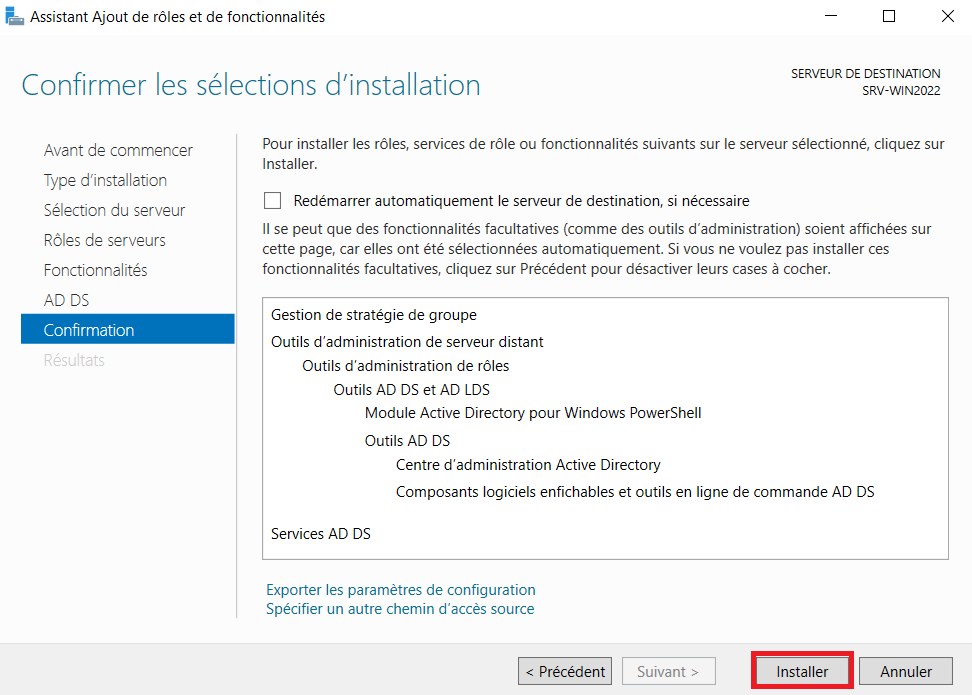 Assistant Ajout de rôles et de fonctionnalités
Confirmer les sélections d’installation
SERVEUR DE DESTINATION
SRV-WIN2022
Avant de commencer
Type d’installation
Sélection du serveur
Rôles de serveurs
Fonctionnalités
AD DS
Confirmation
Résultats
Pour installer les rôles, services de rôle ou fonctionnalités suivants sur le serveur sélectionné, cliquez sur
Installer.
Redémarrer automatiquement le serveur de destination, si nécessaire
Il se peut que des fonctionnalités facultatives (comme des outils d’administration) soient affichées sur
cette page, car elles ont été sélectionnées automatiquement. Si vous ne voulez pas installer ces
fonctionnalités facultatives, cliquez sur Précédent pour désactiver leurs cases à cocher.
Gestion de stratégie de groupe
Outils d’administration de serveur distant
Outils d’administration de rôles
Outils AD DS et AD LDS
Module Active Directory pour Windows PowerShell
Outils AD DS
Centre d’administration Active Directory
Composants logiciels enfichables et outils en ligne de commande AD DS
Services AD DS
Exporter les paramètres de configuration
Spécifier un autre chemin d’accès source
< Précédent
Suivant >
Installer
Annuler